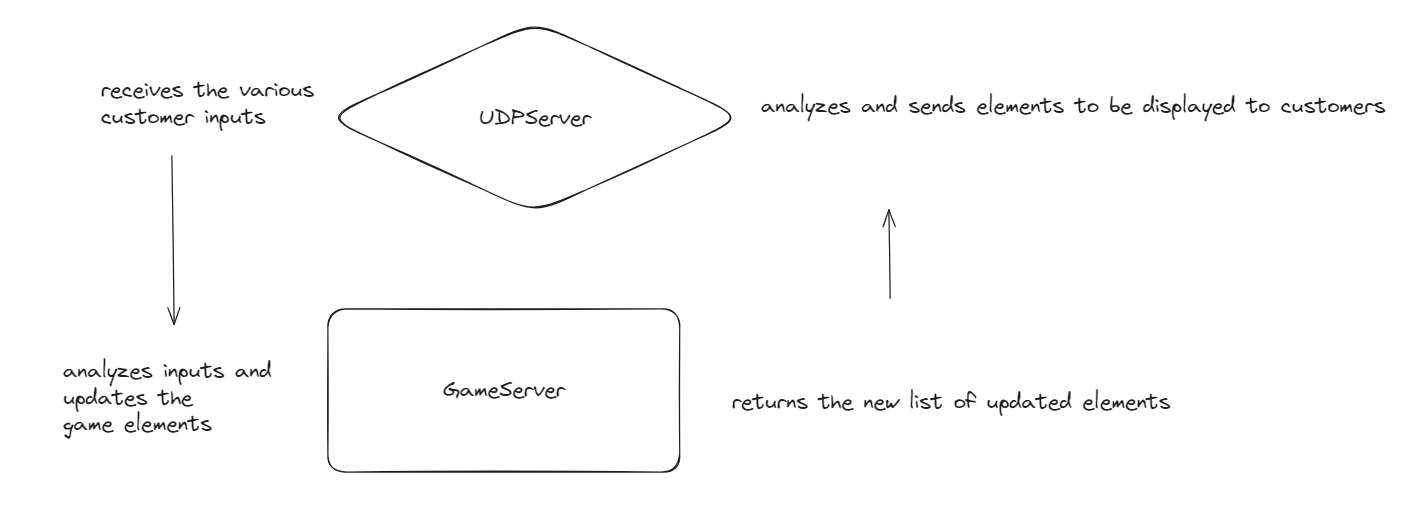 receives the various
customer inputs
UDPServer
analyzes and sends elements to be displayed to customers
analyzes inputs and
updates the
game elements
GameServer
returns the new list of updated elements